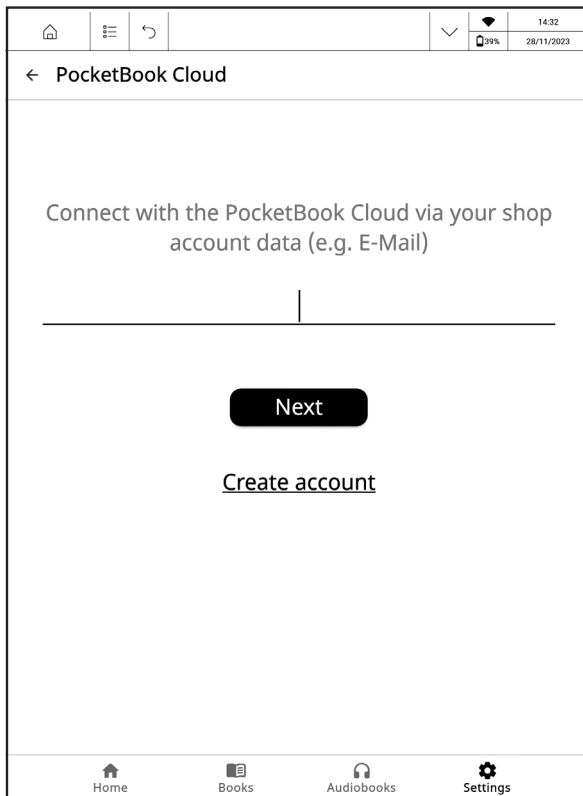 14:32
39%
28/11/2023
PocketBook Cloud
Connect with the PocketBook Cloud via your shop
account data (e.g. E-Mail)
Next
Create account
Home
Books
Audiobooks
Settings